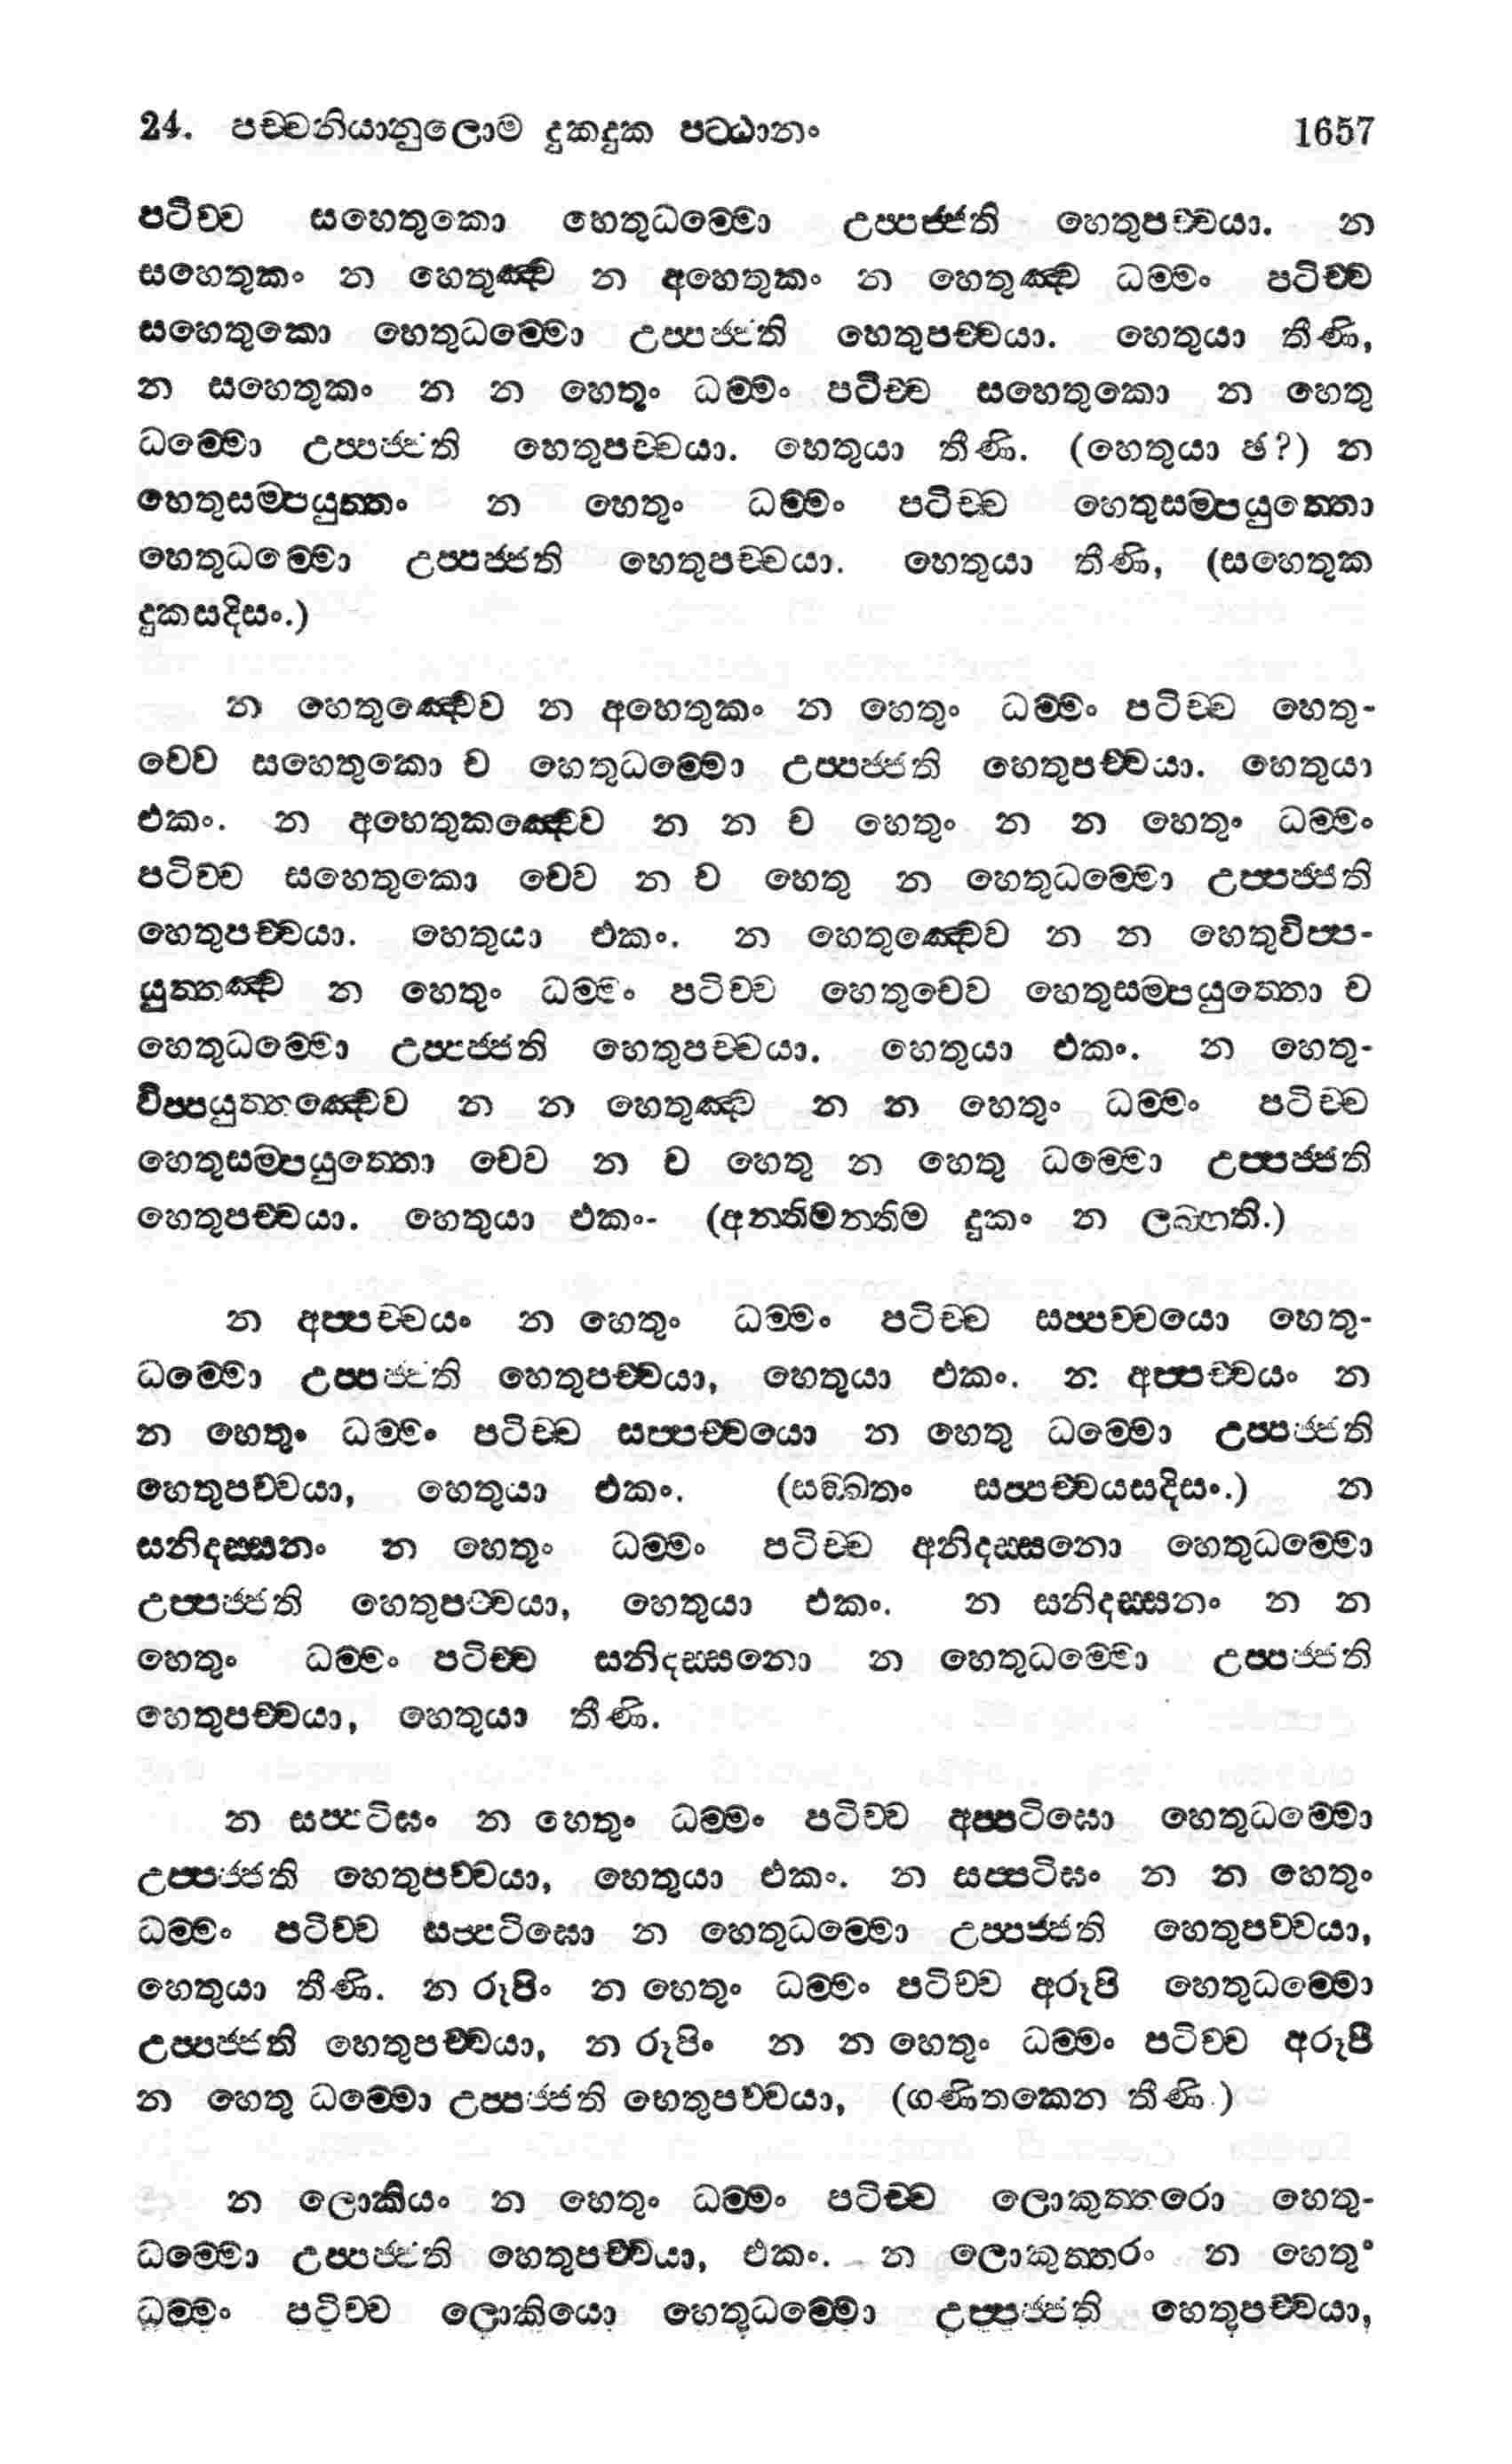 24. පච්චනියානුලොම දුකදුක පට්ඨානං 1657
පටිච්ච සහෙතුකො හෙතුධම්මො උප්පජ්ජති හෙතුපච්චයා. න
සහෙතුකං න හෙතුඤ්ච න අහෙතුකං න හෙතුඤ්ච ධම්මං පටිච්ච
සහෙතුකො හෙතුධම්මො උප්පජ්ජති හෙතුපච්චයා. හෙතුයා තීණි,
න සහෙතුකං න න හෙතුං ධම්මං පටිච්ච සහෙතුකො න හෙතු
ධම්මො උප්පජ්ජති හෙතුපච්චයා. හෙතුයා තීණි. (හෙතුයා ඡ?) න
හෙතුසම්පයුත්තං න හෙතුං ධම්මං පටිච්ච හෙතුසම්පයුත්තො
හෙතුධම්මො උප්පජ්ජති හෙතුපච්චයා. හෙතුයා තීණි, (සහෙතුක
දුකසදිසං.)
න හෙතුඤ්චෙව න අහෙතුකං න හෙතුං ධම්මං පටිච්ච හෙතු-
චෙව සහෙතුකො ච හෙතුධම්මො උප්පජ්ජති හෙතුපච්චයා. හෙතුයා
එකං. න අහෙතුකඤ්චෙව න න ච හෙතුං න න හෙතුං ධම්මං
පටිච්ච සහෙතුකො චෙව න ච හෙතු න හෙතුධම්මො උප්පජ්ජති
හෙතුපච්චයා. හෙතුයා එකං. න හෙතුඤ්චෙව න න හෙතුවිප්ප-
යුත්තඤ්ච න හෙතුං ධම්මං පටිච්ච හෙතුචෙව හෙතුසම්පයුත්තො ච
හෙතුධම්මො උප්පජ්ජති හෙතුපච්චයා. හෙතුයා එකං. න හෙතු-
විප්පයුත්තඤ්චෙව න න හෙතුඤ්ච න න හෙතුං ධම්මං පටිච්ච
හෙතුසම්පයුත්තො චෙව න ච හෙතු න හෙතු ධම්මො උප්පජ්ජති
හෙතුපච්චයා. හෙතුයා එකං- (අන්තිමන්තිම දුකං න ලබ්භති.)
න අප්පච්චයං න හෙතුං ධම්මං පටිච්ච සප්පච්චයො හෙතු-
ධම්මො උප්පජ්ජති හෙතුපච්චයා, හෙතුයා එකං. න අප්පච්චයං න
න හෙතුං ධම්මං පටිච්ච සප්පච්චයො න හෙතු ධම්මො උප්පජ්ජති
හෙතුපච්චයා, හෙතුයා එකං. (සඞ්ඛතං සප්පච්චයසදිසං.) න
සනිදස්සනං න හෙතුං ධම්මං පටිච්ච අනිදස්සනො හෙතුධම්මො
උප්පජ්ජති හෙතුපච්චයා, හෙතුයා එකං. න සනිදස්සනං න න
හෙතුං ධම්මං පටිච්ච සනිදස්සනො න හෙතුධම්මො උප්පජ්ජති
හෙතුපච්චයා, හෙතුයා තීණි.
න සප්පටිඝං න හෙතුං ධම්මං පටිච්ච අප්පටිඝො හෙතුධම්මො
උප්පජ්ජති හෙතුපච්චයා, හෙතුයා එකං. න සප්පටිඝං න න හෙතුං
ධම්මං පටිච්ච සප්පටිඝො න හෙතුධම්මො උප්පජ්ජති හෙතුපච්චයා,
හෙතුයා තීණි. න රූපිං න හෙතුං ධම්මං පටිච්ච අරූපි හෙතුධම්මො
උප්පජ්ජති හෙතුපච්චයා, න රූපිං න න හෙතුං ධම්මං පටිච්ච අරූපී
න හෙතු ධම්මො උප්පජ්ජති හෙතුපච්චයා, (ගණිතකෙන තීණි.)
න ලොකියං න හෙතුං ධම්මං පටිච්ච ලොකුත්තරො හෙතු-
ධම්මො උප්පජ්ජති හෙතුපච්චයා, එකං. න ලොකුත්තරං න හෙතුං
ධම්මං පටිච්ච ලොකියො හෙතුධම්මො උප්පජ්ජති හෙතුපච්චයා,